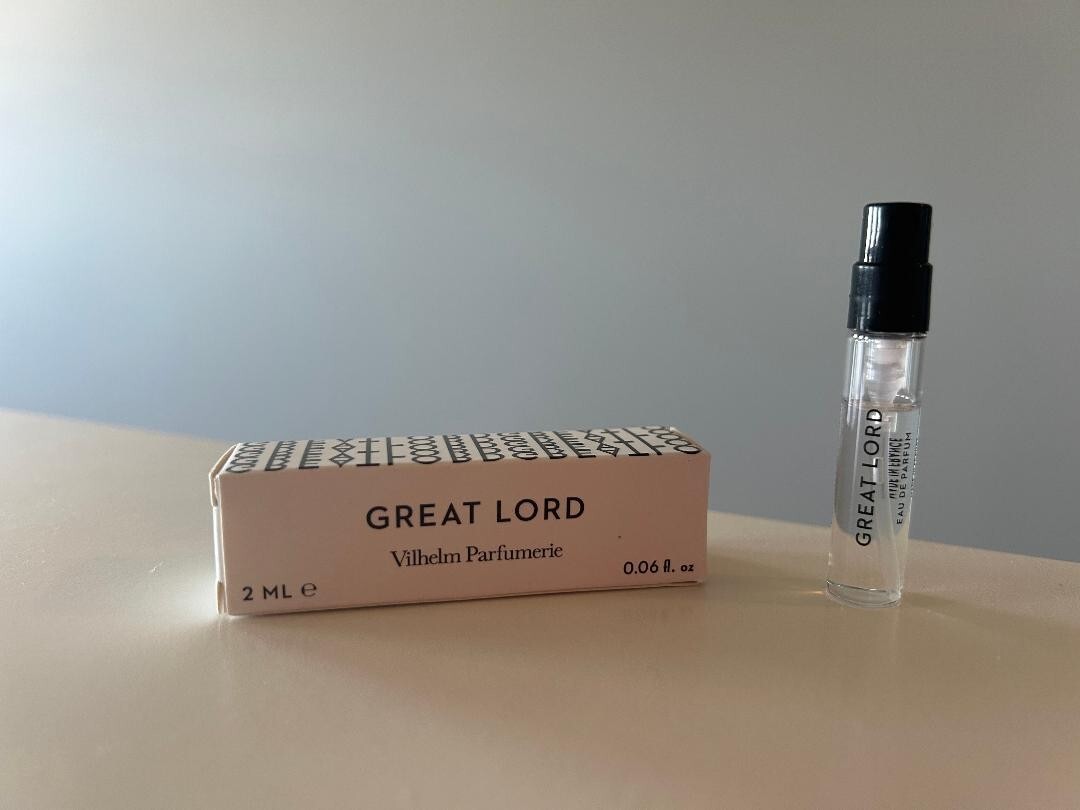 GREAT LORD
Vilhelm Parfumerie
2 ML ℮
0.06 fl. oz
GREAT LORD
EAU DE PARFUM